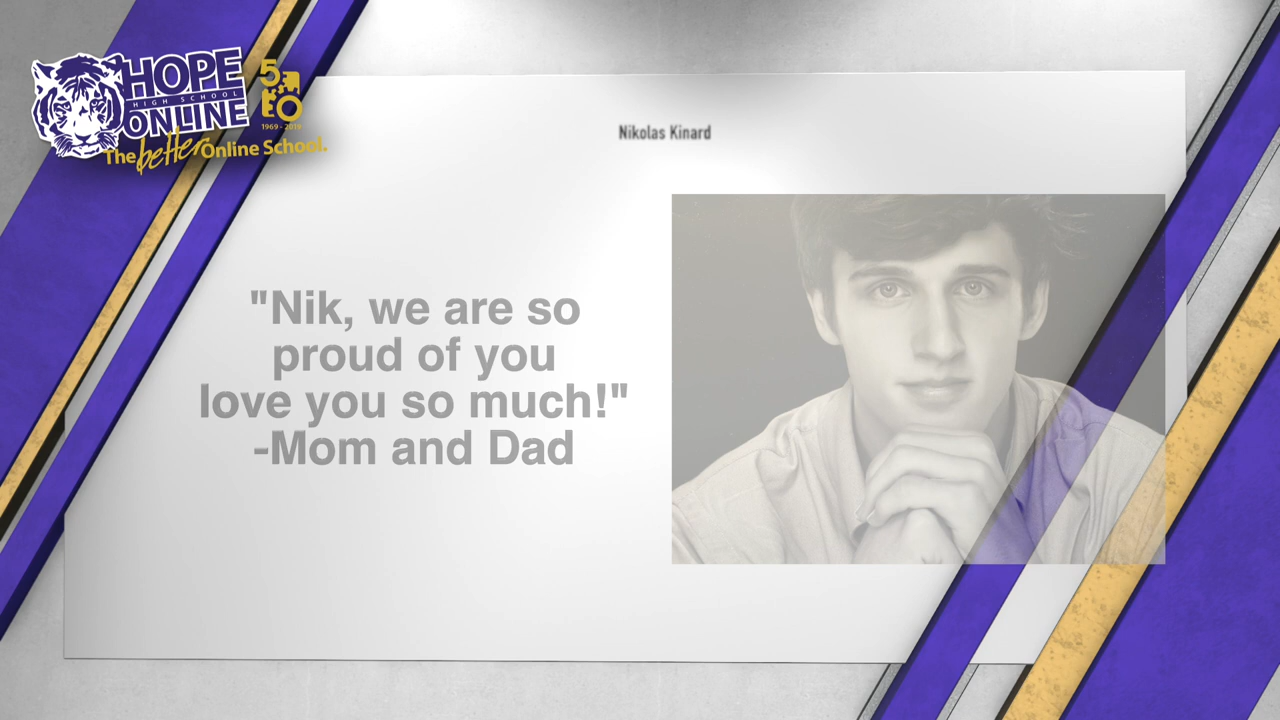 HOPE
HIGH SCHOOL
ONLINE
50
1969 - 2019
The better Online School.
Nikolas Kinard
"Nik, we are so
proud of you
love you so much!"
-Mom and Dad